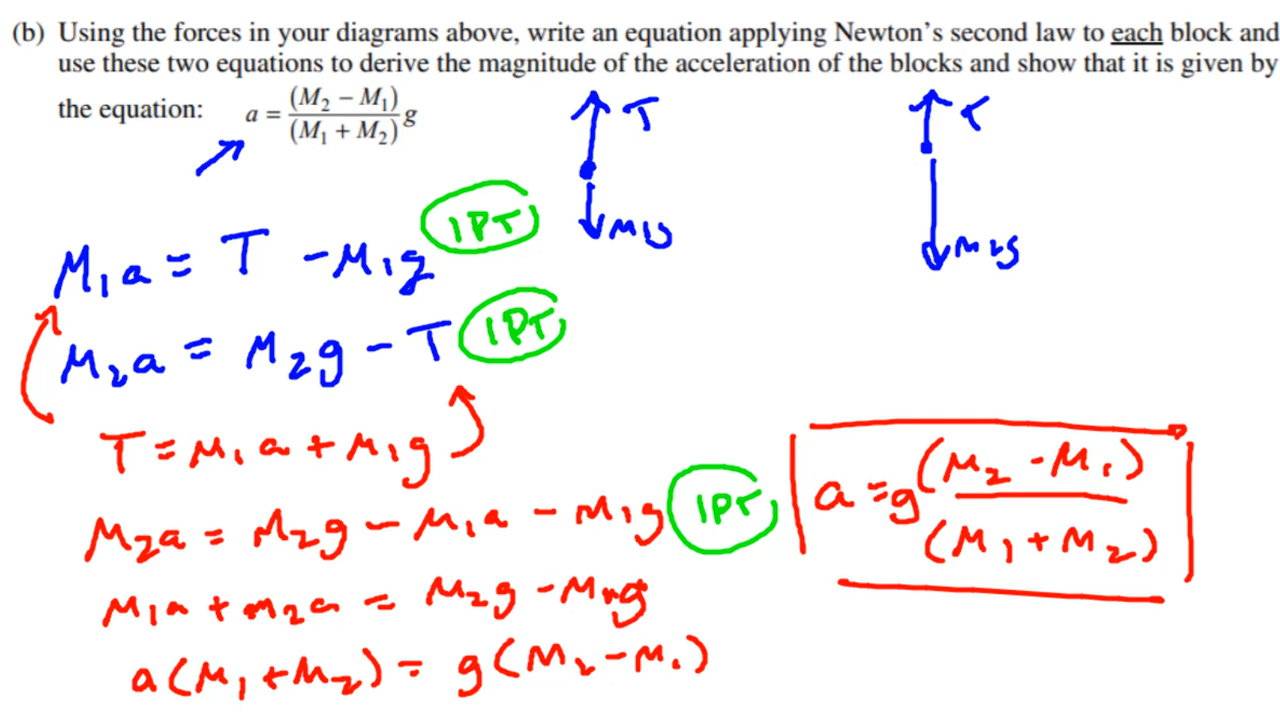 (b) Using the forces in your diagrams above, write an equation applying Newton's second law to each block and
use these two equations to derive the magnitude of the acceleration of the blocks and show that it is given by
the equation: a = (M₂ − M₁)/(M₁ + M₂) g
T
T
M1g
M2g
M₁a = T - M₁g 1PT
M₂a = M₂g - T 1PT
T = M₁a + M₁g
M₂a = M₂g - M₁a - M₁g 1PT
M₁a + M₂a = M₂g - M₁g
a(M₁ + M₂) = g(M₂ - M₁)
a = g (M₂ - M₁)/(M₁ + M₂)